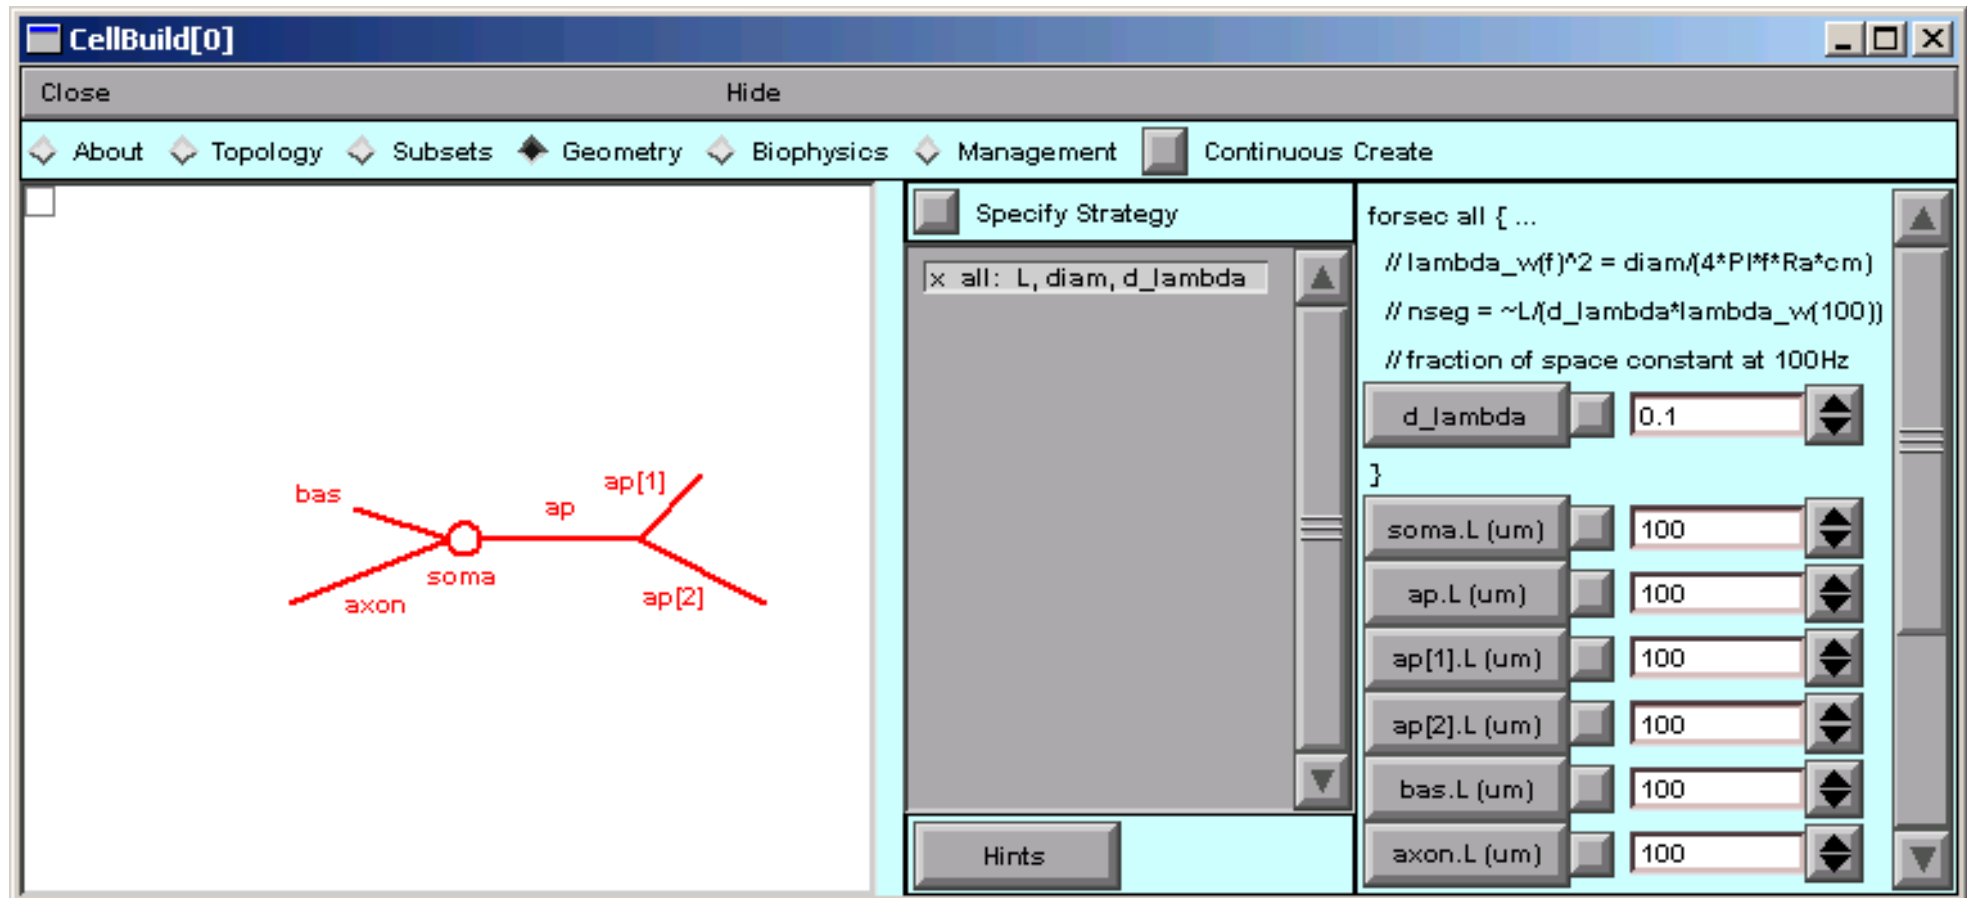 CellBuild[0]
Close Hide
About Topology Subsets Geometry Biophysics Management Continuous Create
bas
ap
ap[1]
soma
axon
ap[2]
Specify Strategy
x all: L, diam, d_lambda
Hints
forsec all { ...
//lambda_w(f)^2 = diam/(4*PI*f*Ra*cm)
//nseg = ~L/(d_lambda*lambda_w(100))
//fraction of space constant at 100Hz
d_lambda 0.1
}
soma.L (um) 100
ap.L (um) 100
ap[1].L (um) 100
ap[2].L (um) 100
bas.L (um) 100
axon.L (um) 100